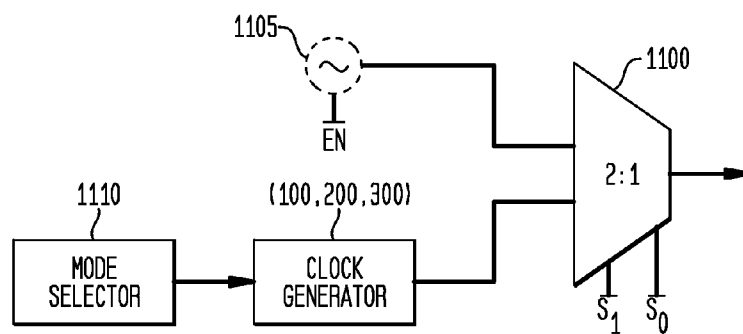 1105
1100
EN
2:1
1110
(100,200,300)
MODE
SELECTOR
CLOCK
GENERATOR
S1
S0